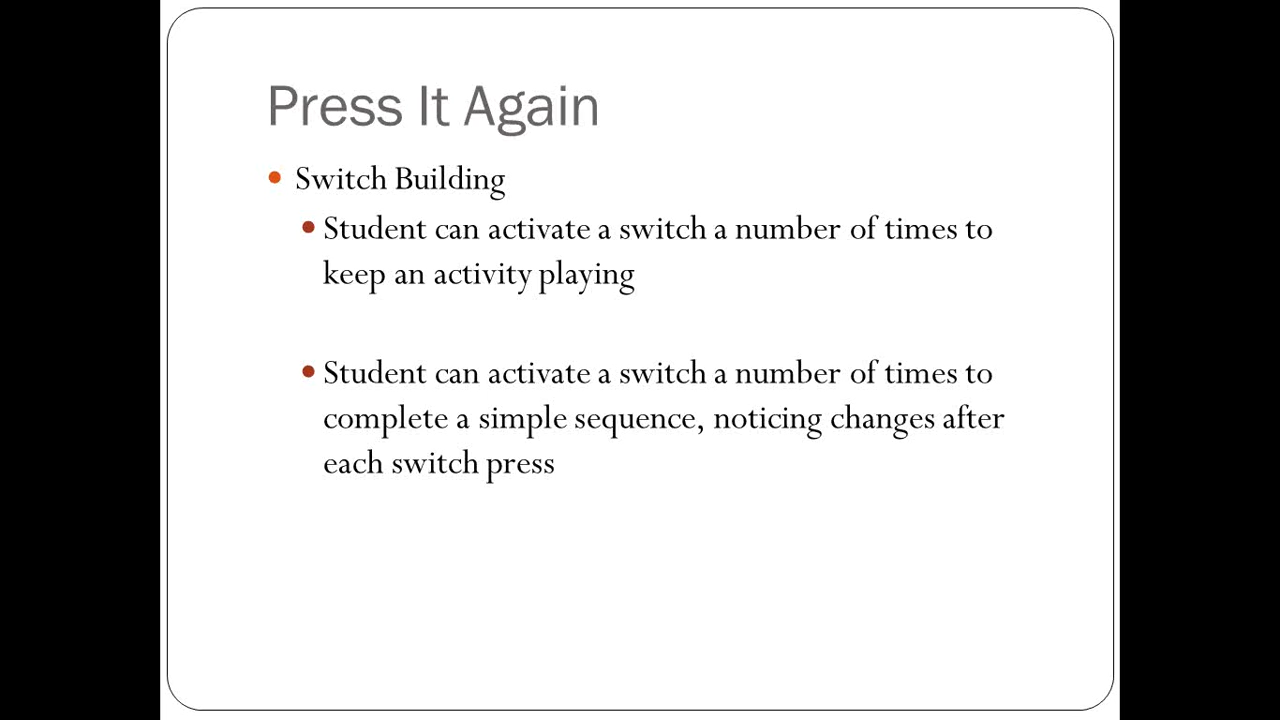 Press It Again
Switch Building
Student can activate a switch a number of times to
keep an activity playing
Student can activate a switch a number of times to
complete a simple sequence, noticing changes after
each switch press